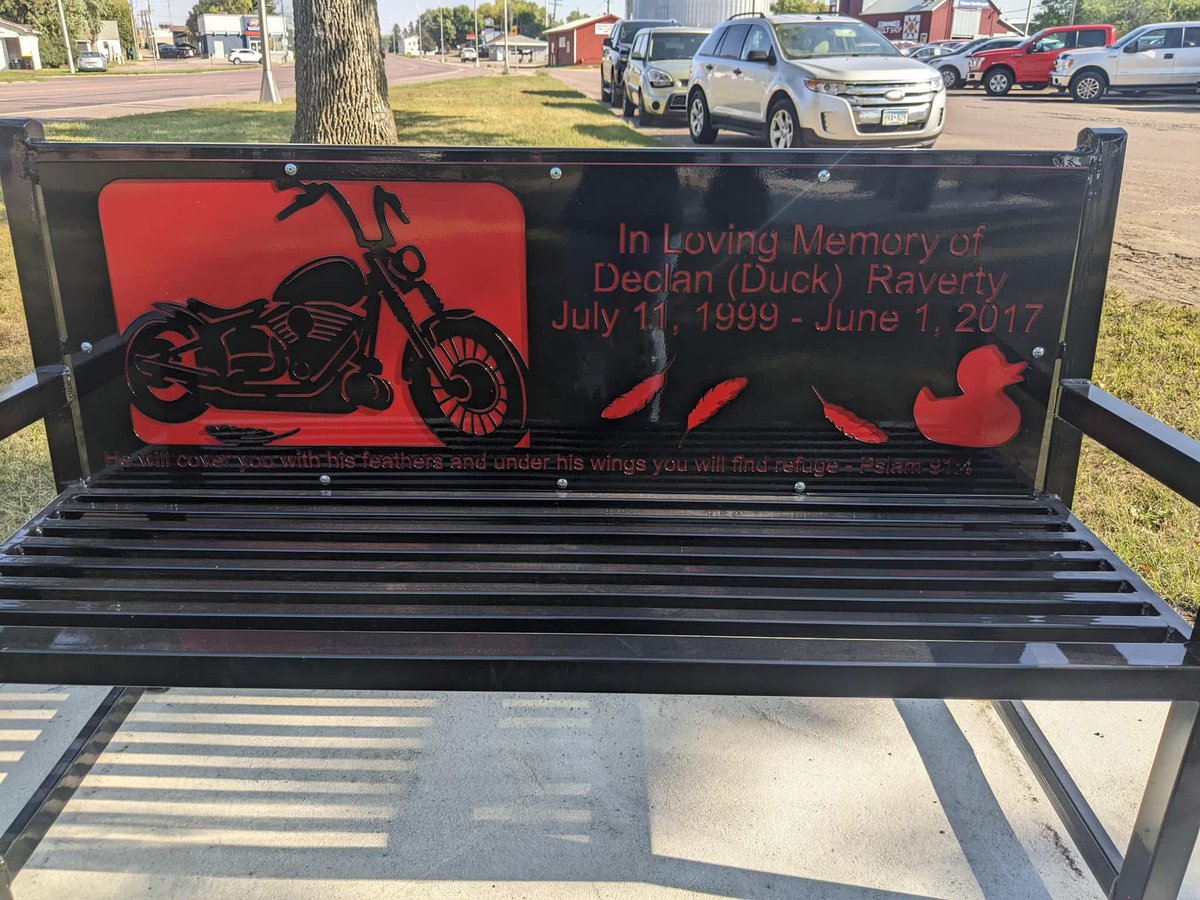 In Loving Memory of
Declan (Duck) Raverty
July 11, 1999 - June 1, 2017
He will cover you with his feathers and under his wings you will find refuge - Pslam 91:4